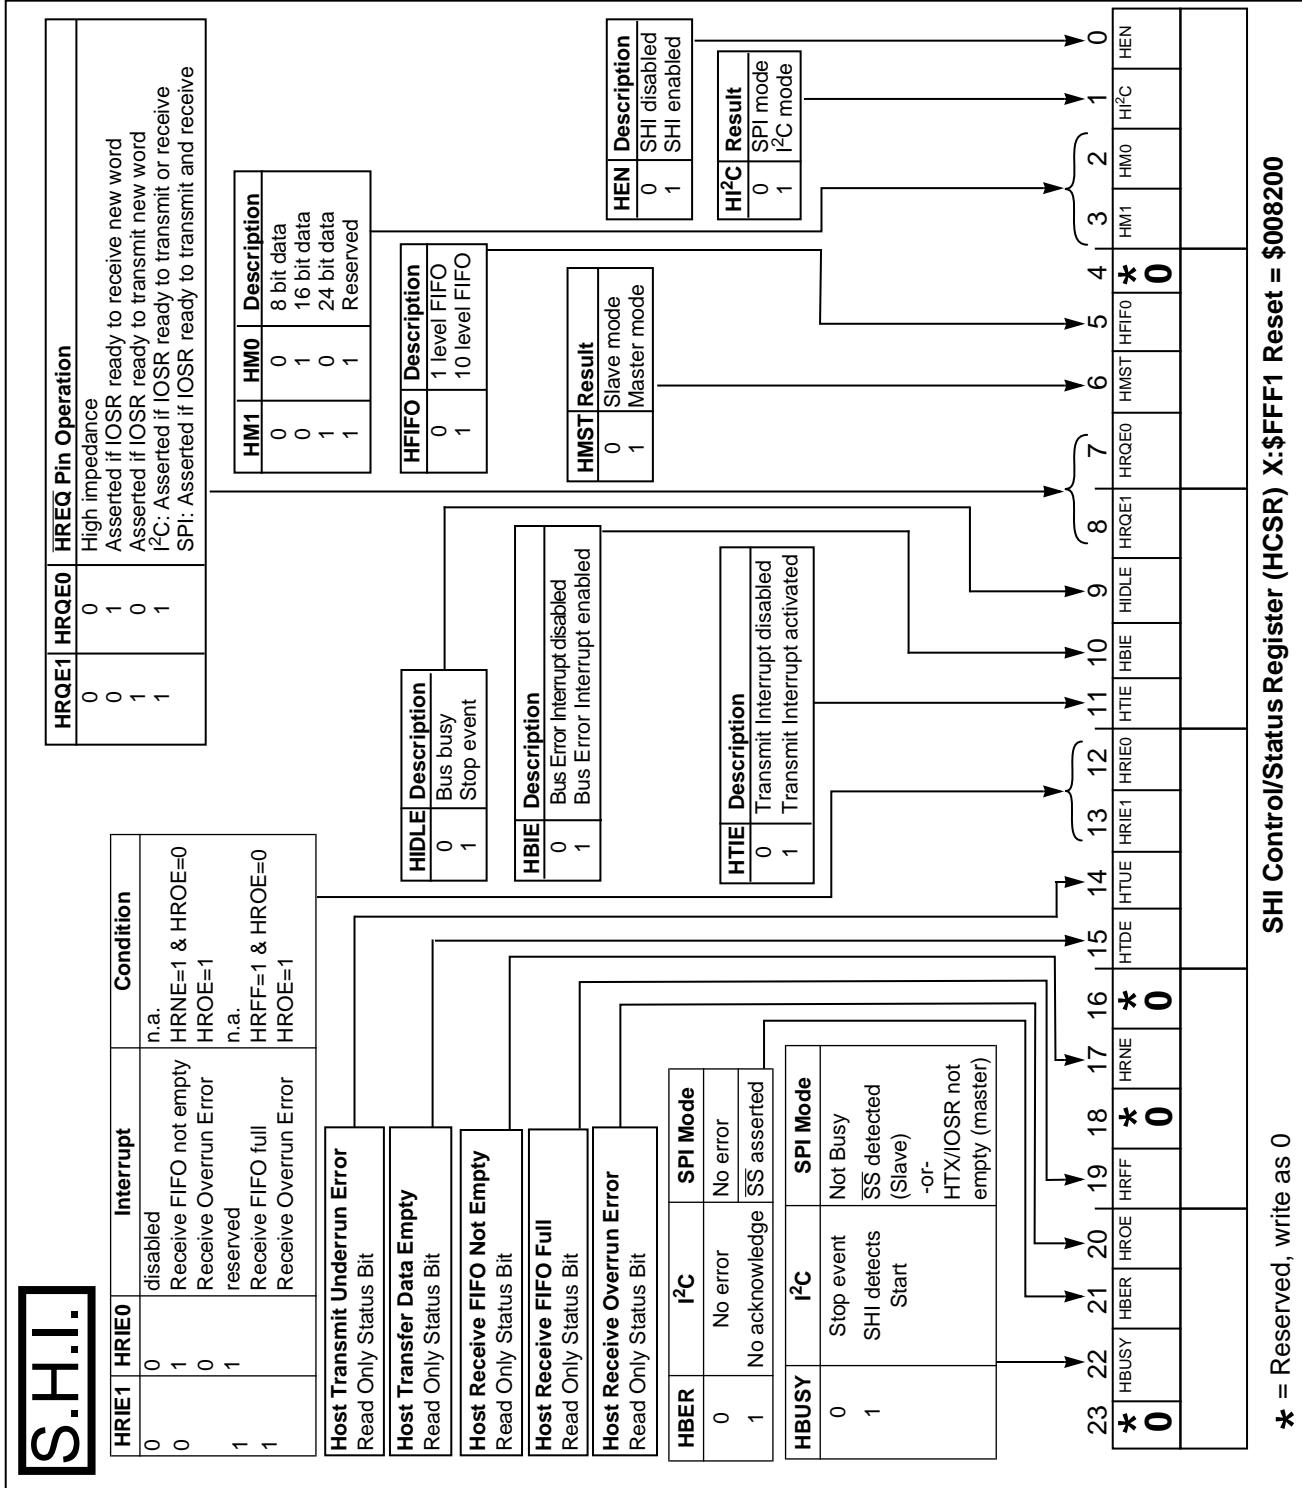 S.H.I.
HRIE1 HRIE0 Interrupt Condition
0 0 disabled n.a.
0 1 Receive FIFO not empty HRNE=1 & HROE=0
0 Receive Overrun Error HROE=1
1 reserved n.a.
1 Receive FIFO full HRFF=1 & HROE=0
1 Receive Overrun Error HROE=1
HRQE1 HRQE0 HREQ Pin Operation
0 0 High impedance
0 1 Asserted if IOSR ready to receive new word
1 0 Asserted if IOSR ready to transmit new word
1 1 I²C: Asserted if IOSR ready to transmit or receive
SPI: Asserted if IOSR ready to transmit and receive
HM1 HM0 Description
0 0 8 bit data
0 1 16 bit data
1 0 24 bit data
1 1 Reserved
Host Transmit Underrun Error
Read Only Status Bit
Host Transfer Data Empty
Read Only Status Bit
Host Receive FIFO Not Empty
Read Only Status Bit
Host Receive FIFO Full
Read Only Status Bit
Host Receive Overrun Error
Read Only Status Bit
HIDLE Description
0 Bus busy
1 Stop event
HFIFO Description
0 1 level FIFO
1 10 level FIFO
HBIE Description
0 Bus Error Interrupt disabled
1 Bus Error Interrupt enabled
HMST Result
0 Slave mode
1 Master mode
HEN Description
0 SHI disabled
1 SHI enabled
HBER I²C SPI Mode
0 No error No error
1 No acknowledge SS asserted
HTIE Description
0 Transmit Interrupt disabled
1 Transmit Interrupt activated
HI²C Result
0 SPI mode
1 I²C mode
HBUSY I²C SPI Mode
0 Stop event Not Busy
1 SHI detects SS detected
Start (Slave)
-or-
HTX/IOSR not
empty (master)
23 22 21 20 19 18 17 16 15 14 13 12 11 10 9 8 7 6 5 4 3 2 1 0
* HBUSY HBER HROE HRFF * HRNE * HTDE HTUE HRIE1 HRIE0 HTIE HBIE HIDLE HRQE1 HRQE0 HMST HFIF0 * HM1 HM0 HI²C HEN
0 0 0 0
SHI Control/Status Register (HCSR) X:$FFF1 Reset = $008200
* = Reserved, write as 0